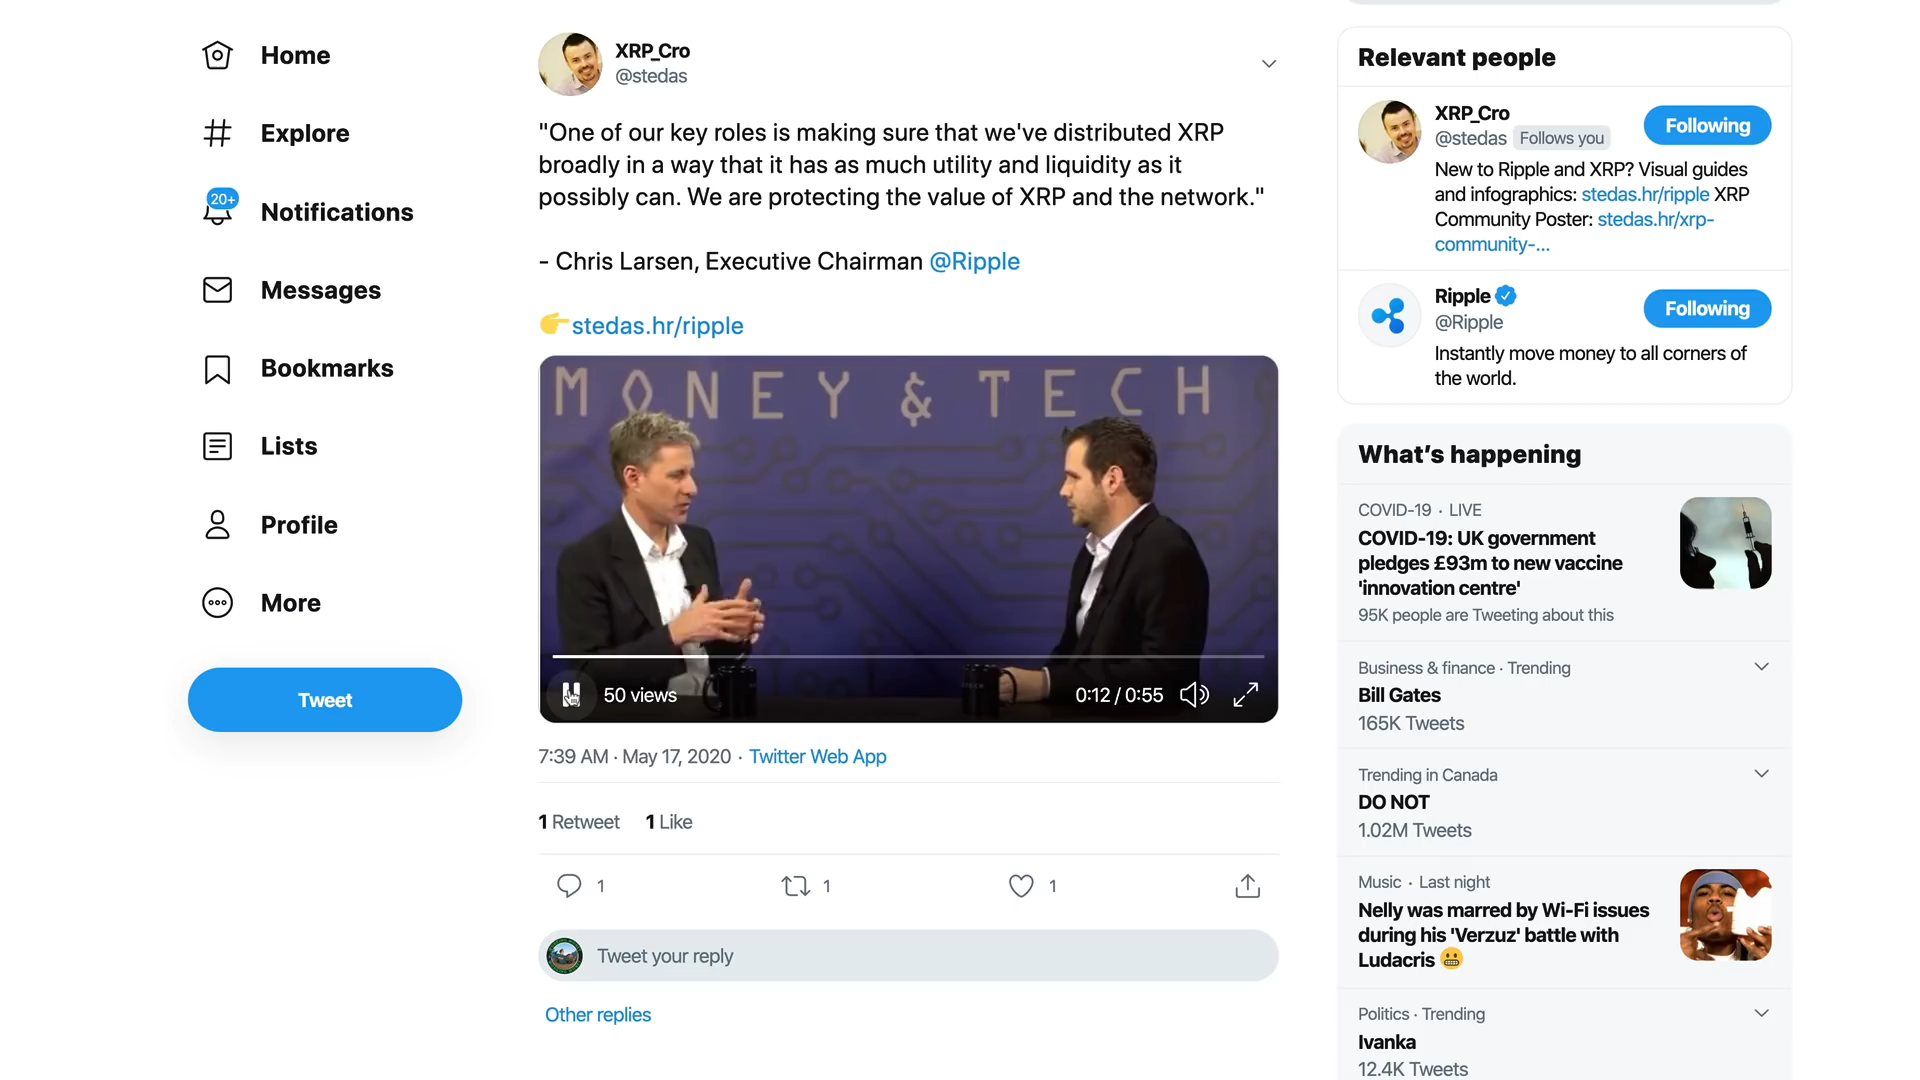 Home
Explore
20+
Notifications
Messages
Bookmarks
Lists
Profile
More
Tweet
XRP_Cro
@stedas
"One of our key roles is making sure that we've distributed XRP
broadly in a way that it has as much utility and liquidity as it
possibly can. We are protecting the value of XRP and the network."
- Chris Larsen, Executive Chairman @Ripple
👉stedas.hr/ripple
MONEY & TECH
50 views
0:12 / 0:55
7:39 AM · May 17, 2020 · Twitter Web App
1 Retweet 1 Like
1 1 1
Tweet your reply
Other replies
Relevant people
XRP_Cro
Following
@stedas Follows you
New to Ripple and XRP? Visual guides
and infographics: stedas.hr/ripple XRP
Community Poster: stedas.hr/xrp-
community-...
Ripple
Following
@Ripple
Instantly move money to all corners of
the world.
What's happening
COVID-19 · LIVE
COVID-19: UK government
pledges £93m to new vaccine
'innovation centre'
95K people are Tweeting about this
Business & finance · Trending
Bill Gates
165K Tweets
Trending in Canada
DO NOT
1.02M Tweets
Music · Last night
Nelly was marred by Wi-Fi issues
during his 'Verzuz' battle with
Ludacris 😬
Politics · Trending
Ivanka
12.4K Tweets